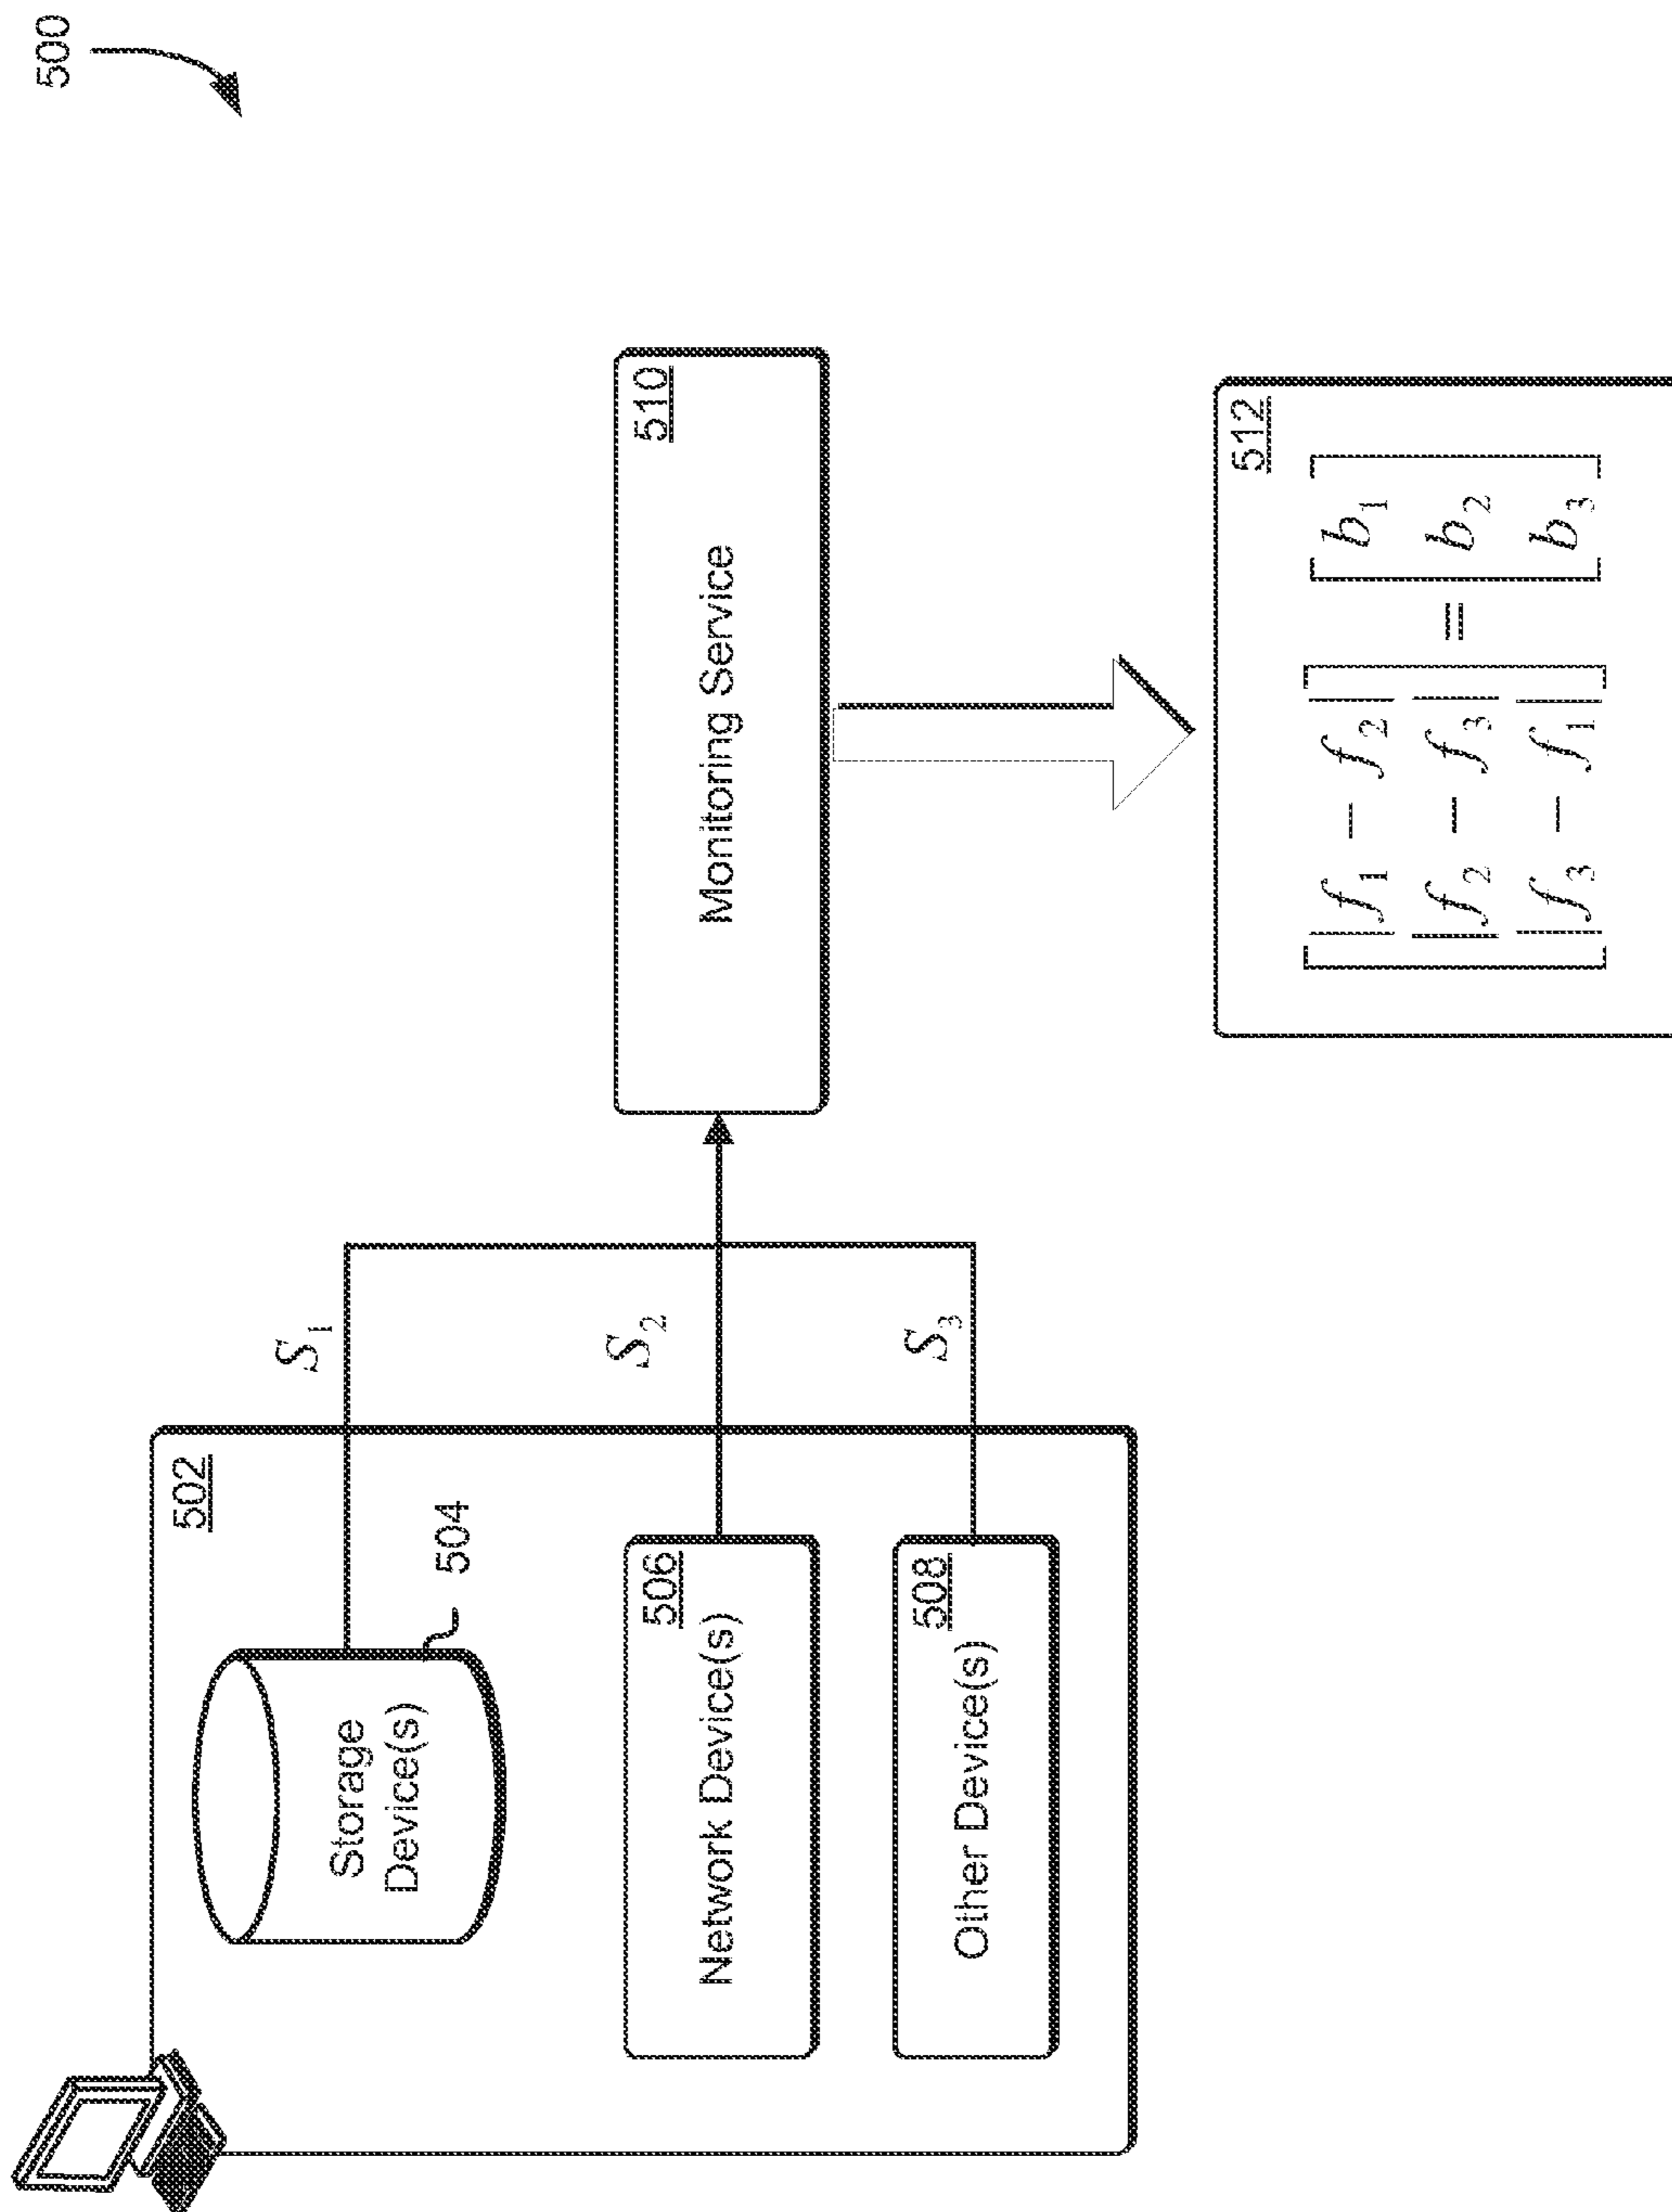 500
502
Storage
Device(s)
504
S₁
506
Network Device(s)
S₂
508
Other Device(s)
S₃
510
Monitoring Service
512
[|f₁ − f₂|] [b₁]
[|f₂ − f₃|] = [b₂]
[|f₃ − f₁|] [b₃]